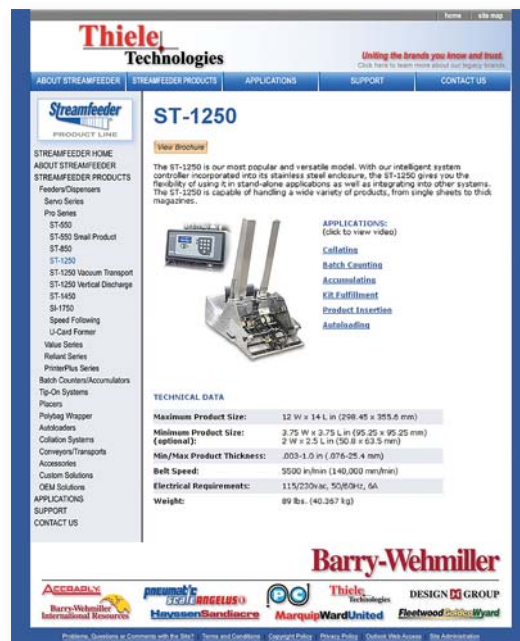 home site map
Thiele
Technologies
Uniting the brands you know and trust.
Click here to learn more about our legacy brands
ABOUT STREAMFEEDER STREAMFEEDER PRODUCTS APPLICATIONS SUPPORT CONTACT US
Streamfeeder
PRODUCT LINE
STREAMFEEDER HOME
ABOUT STREAMFEEDER
STREAMFEEDER PRODUCTS
Feeders/Dispensers
Servo Series
Pro Series
ST-550
ST-550 Small Product
ST-850
ST-1250
ST-1250 Vacuum Transport
ST-1250 Vertical Discharge
ST-1450
SI-1750
Speed Following
U-Card Former
Value Series
Reliant Series
PrinterPlus Series
Batch Counters/Accumulators
Tip-On Systems
Placers
Polybag Wrapper
Autoloaders
Collation Systems
Conveyors/Transports
Accessories
Custom Solutions
OEM Solutions
APPLICATIONS
SUPPORT
CONTACT US
ST-1250
View Brochure
The ST-1250 is our most popular and versatile model. With our intelligent system
controller incorporated into its stainless steel enclosure, the ST-1250 gives you the
flexibility of using it in stand-alone applications as well as integrating into other systems.
The ST-1250 is capable of handling a wide variety of products, from single sheets to thick
magazines.
APPLICATIONS:
(click to view video)
Collating
Batch Counting
Accumulating
Kit Fulfillment
Product Insertion
Autoloading
TECHNICAL DATA
Maximum Product Size: 12 W x 14 L in (298.45 x 355.6 mm)
Minimum Product Size: 3.75 W x 3.75 L in (95.25 x 95.25 mm)
(optional): 2 W x 2.5 L in (50.8 x 63.5 mm)
Min/Max Product Thickness: .003-1.0 in (.076-25.4 mm)
Belt Speed: 5500 in/min (140,000 mm/min)
Electrical Requirements: 115/230vac, 50/60Hz, 6A
Weight: 89 lbs. (40.367 kg)
Barry-Wehmiller
ACCRAPLY pneumatic scale ANGELUS PCI Thiele Technologies DESIGN GROUP
Barry-Wehmiller International Resources HayssenSandiacre MarquipWardUnited FleetwoodGoldcoWyard
Problems, Questions or Comments with the Site? Terms and Conditions Copyright Policy Privacy Policy Outlook Web Access Site Administration